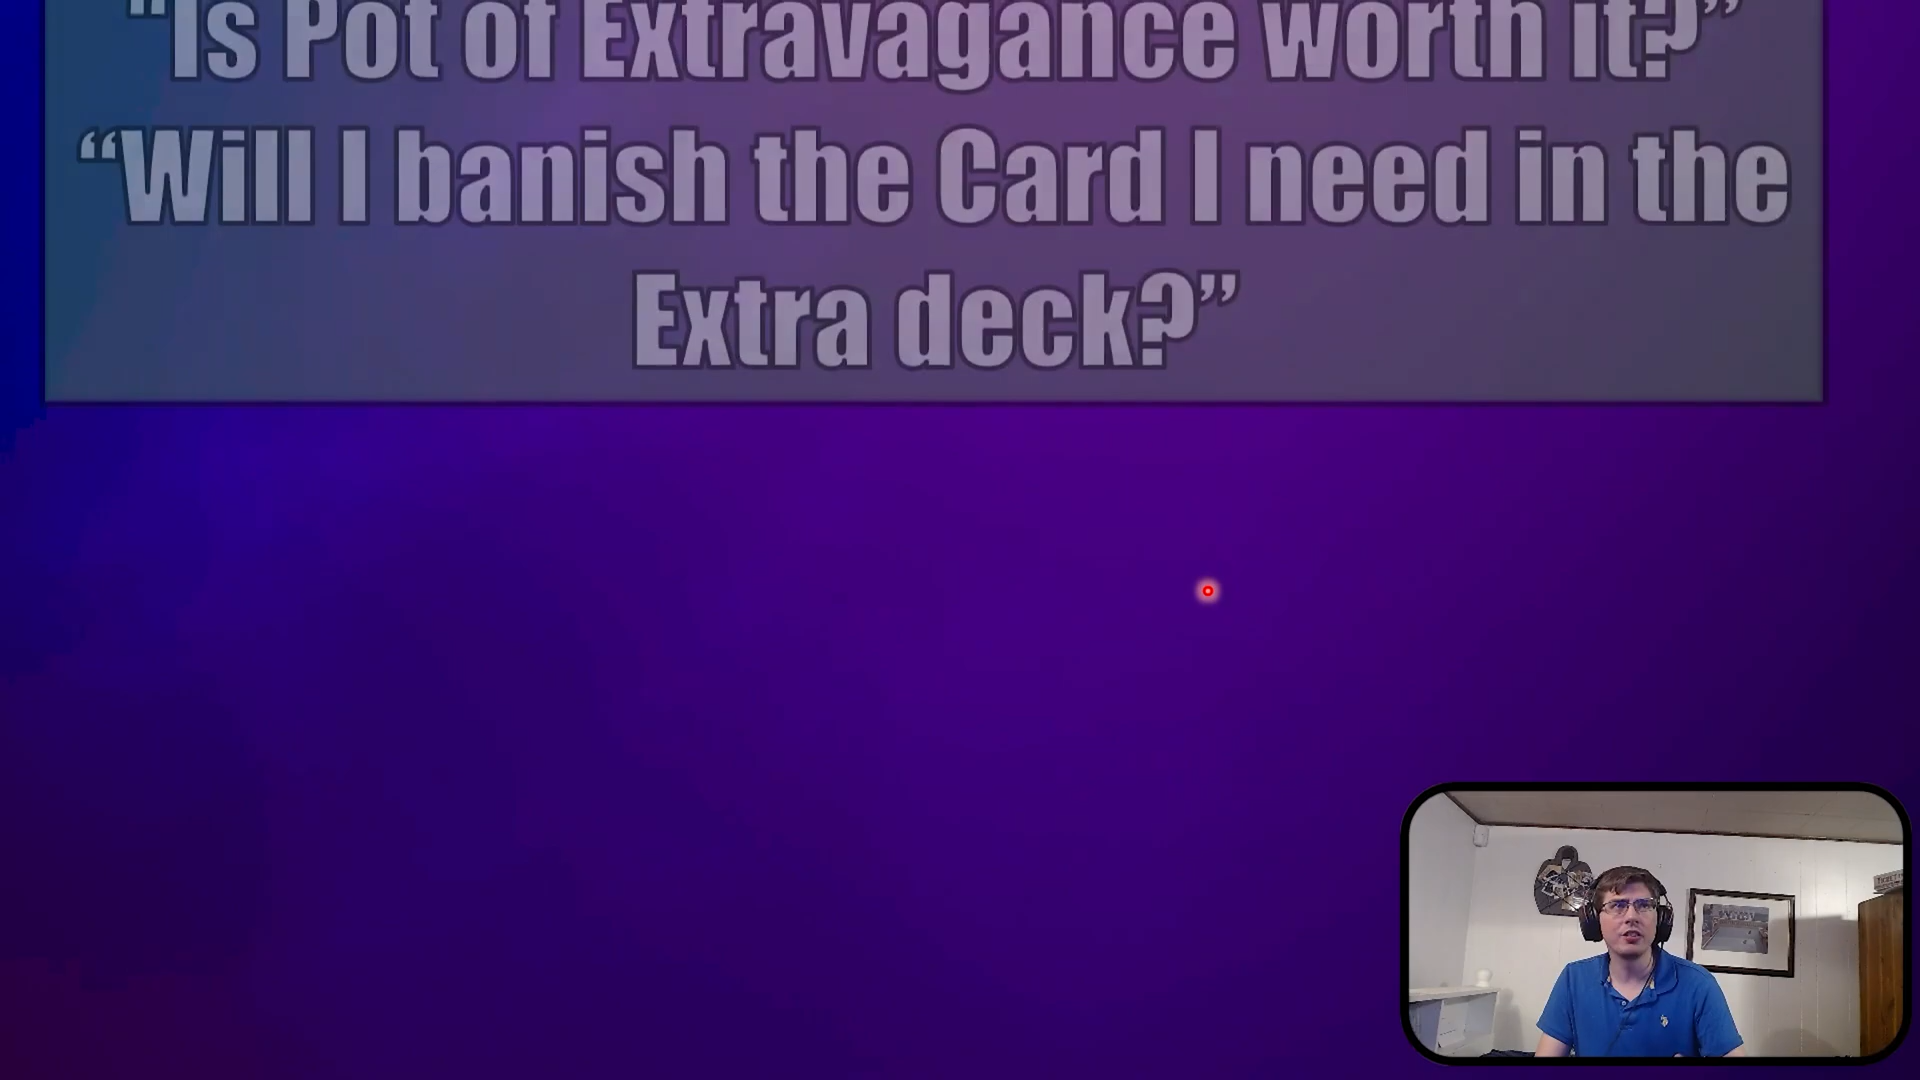 “Is Pot of Extravagance worth it?”
“Will I banish the Card I need in the
Extra deck?”